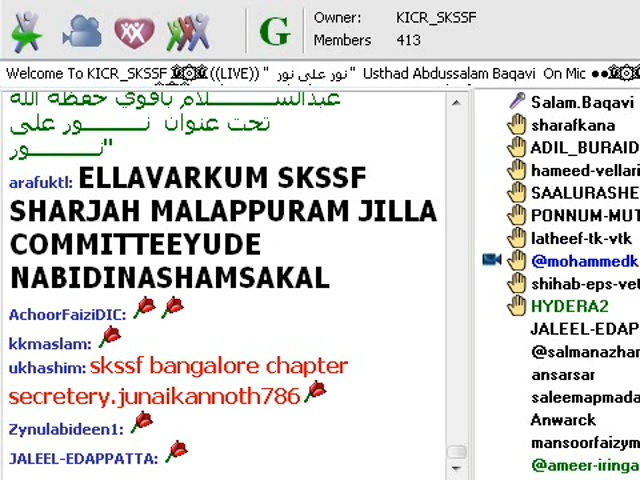 G
Owner: KICR_SKSSF
Members 413
Welcome To KICR_SKSSF ۞ ((LIVE)) " نور على نور " Usthad Abdussalam Baqavi On Mic ●●۞
عبدالســـــلام باقوي حفظه الله
تحت عنوان نـــــــور على
نـــــــور"
arafuktl: ELLAVARKUM SKSSF
SHARJAH MALAPPURAM JILLA
COMMITTEEYUDE
NABIDINASHAMSAKAL
AchoorFaiziDIC:
kkmaslam:
ukhashim: skssf bangalore chapter
secretery.junaikannoth786
Zynulabideen1:
JALEEL-EDAPPATTA:
Salam.Baqavi
sharafkana
ADIL_BURAID
hameed-vellari
SAALURASHE
PONNUM-MUT
latheef-tk-vtk
@mohammedk
shihab-eps-vet
HYDERA2
JALEEL-EDAP
@salmanazhar
ansarsar
saleemapmada
Anwarck
mansoorfaizym
@ameer-iringa